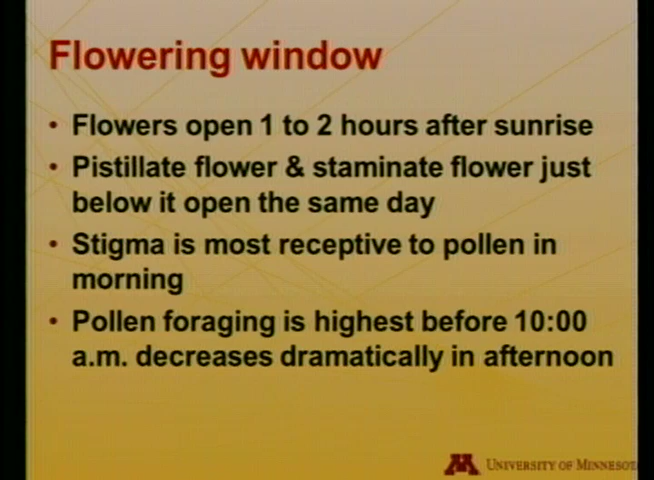 Flowering window
• Flowers open 1 to 2 hours after sunrise
• Pistillate flower & staminate flower just
below it open the same day
• Stigma is most receptive to pollen in
morning
• Pollen foraging is highest before 10:00
a.m. decreases dramatically in afternoon
M UNIVERSITY OF MINNESOT